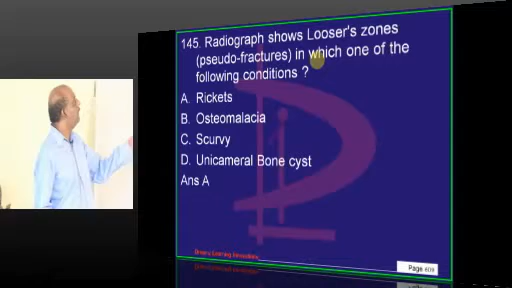 145. Radiograph shows Looser's zones
(pseudo-fractures) in which one of the
following conditions ?
A. Rickets
B. Osteomalacia
C. Scurvy
D. Unicameral Bone cyst
Ans A
Page 609